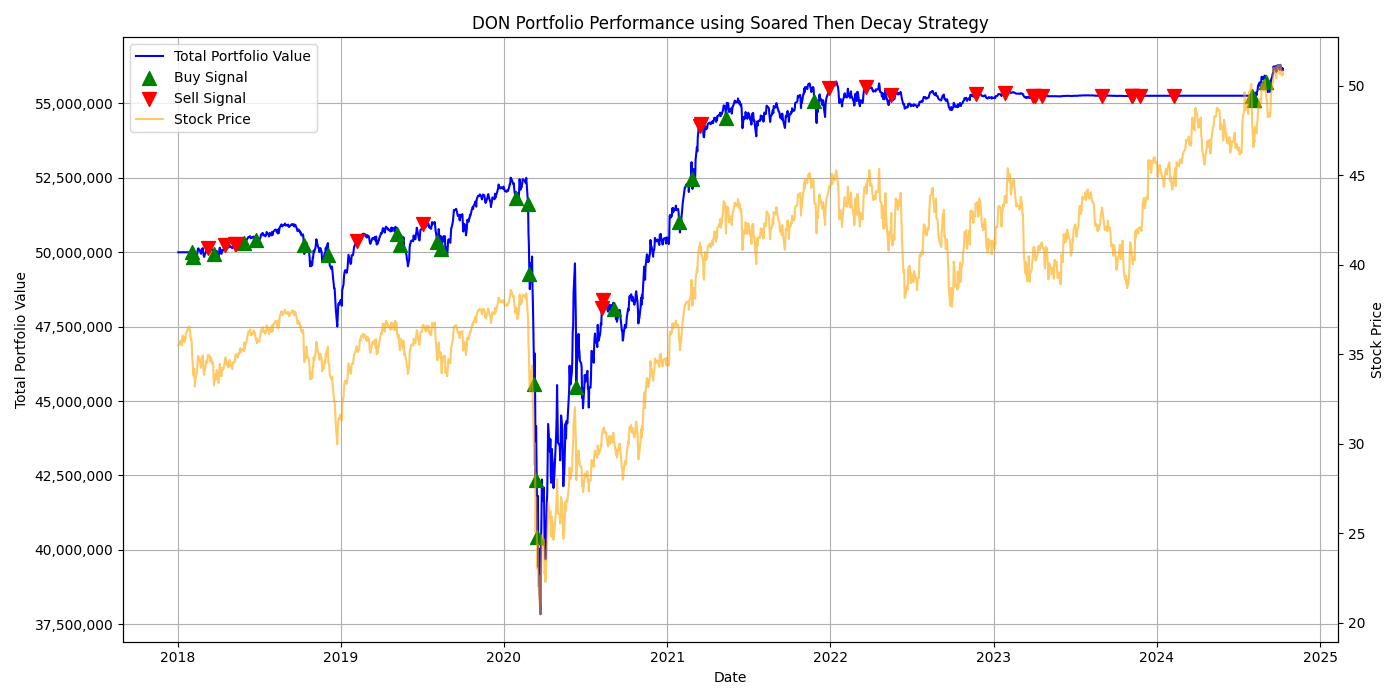 DON Portfolio Performance using Soared Then Decay Strategy
Total Portfolio Value
Buy Signal
Sell Signal
Stock Price
55,000,000
52,500,000
50,000,000
47,500,000
45,000,000
42,500,000
40,000,000
37,500,000
Total Portfolio Value
50
45
40
35
30
25
20
Stock Price
2018 2019 2020 2021 2022 2023 2024 2025
Date